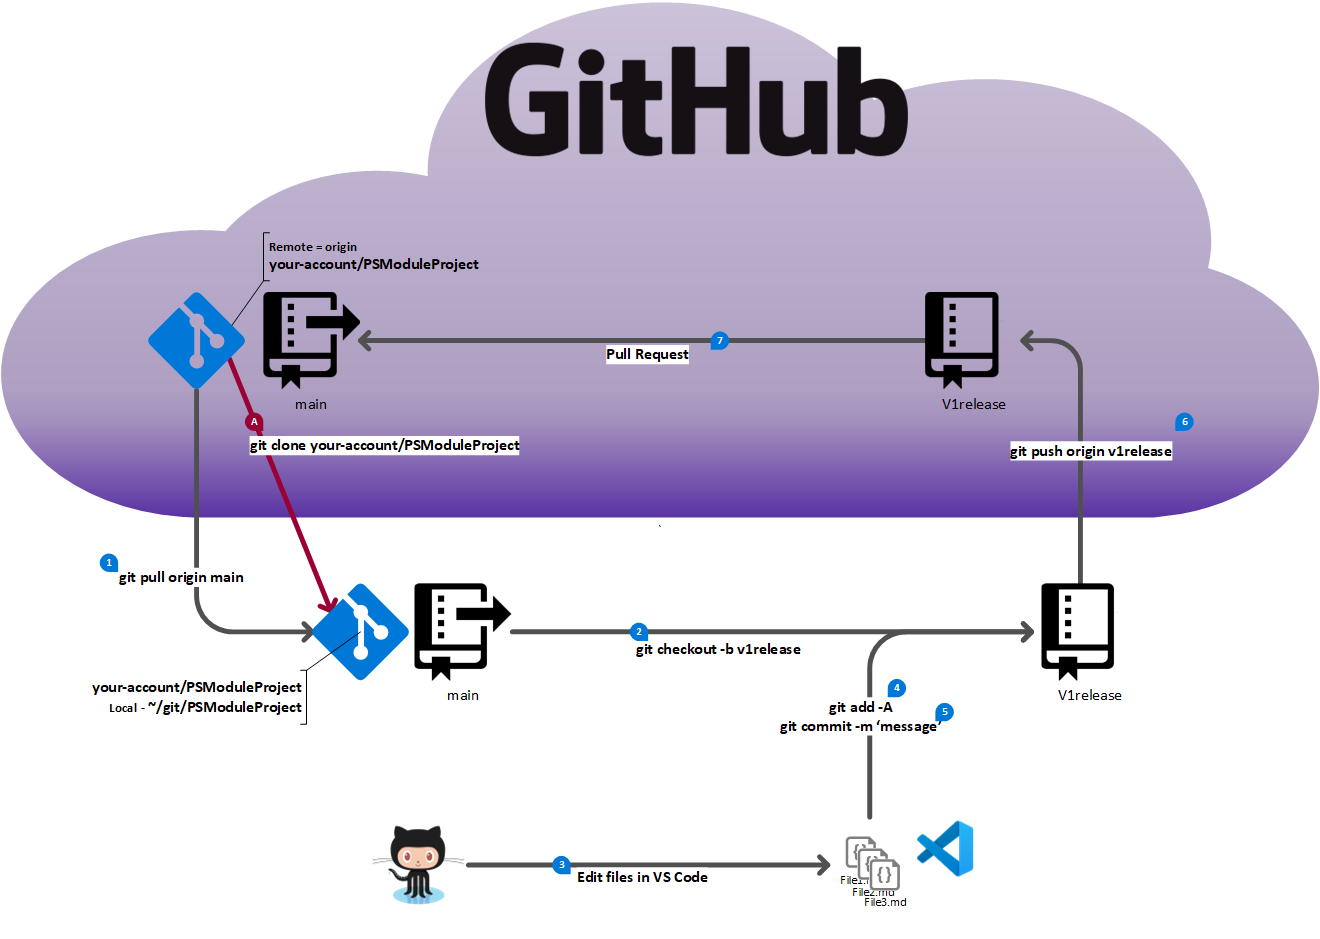 GitHub
Remote = origin
your-account/PSModuleProject
7
Pull Request
main
V1release
A
git clone your-account/PSModuleProject
6
git push origin v1release
1
git pull origin main
2
git checkout -b v1release
your-account/PSModuleProject
Local - ~/git/PSModuleProject
main
V1release
4
git add -A
5
git commit -m ‘message’
3
Edit files in VS Code
{}
File2.md
File3.md